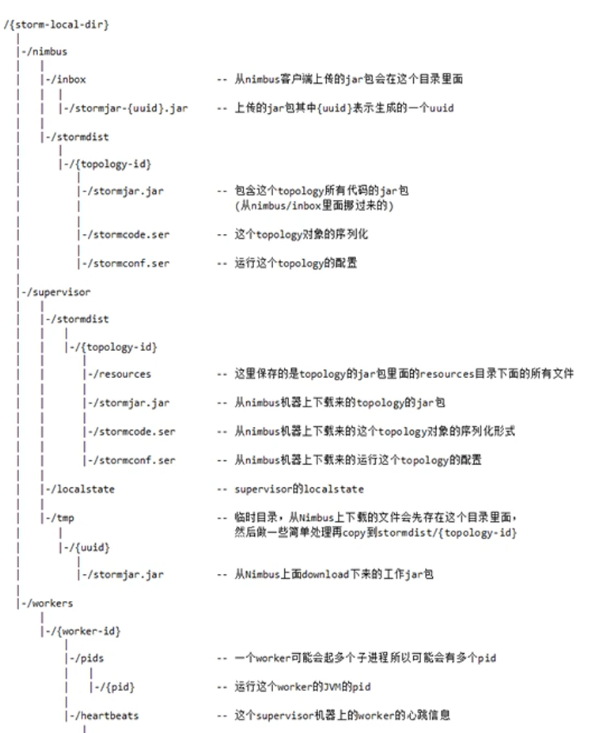 /{storm-local-dir}
|-/nimbus
|-/inbox -- 从nimbus客户端上传的jar包会在这个目录里面
|-/stormjar-{uuid}.jar -- 上传的jar包其中{uuid}表示生成的一个uuid
|-/stormdist
|-/{topology-id}
|-/stormjar.jar -- 包含这个topology所有代码的jar包
(从nimbus/inbox里面挪过来的)
|-/stormcode.ser -- 这个topology对象的序列化
|-/stormconf.ser -- 运行这个topology的配置
|-/supervisor
|-/stormdist
|-/{topology-id}
|-/resources -- 这里保存的是topology的jar包里面的resources目录下面的所有文件
|-/stormjar.jar -- 从nimbus机器上下载来的topology的jar包
|-/stormcode.ser -- 从nimbus机器上下载来的这个topology对象的序列化形式
|-/stormconf.ser -- 从nimbus机器上下载来的运行这个topology的配置
|-/localstate -- supervisor的localstate
|-/tmp -- 临时目录，从Nimbus上下载的文件会先存在这个目录里面，
然后做一些简单处理再copy到stormdist/{topology-id}
|-/{uuid}
|-/stormjar.jar -- 从Nimbus上面download下来的工作jar包
|-/workers
|-/{worker-id}
|-/pids -- 一个worker可能会起多个子进程所以可能会有多个pid
|-/{pid} -- 运行这个worker的JVM的pid
|-/heartbeats -- 这个supervisor机器上的worker的心跳信息